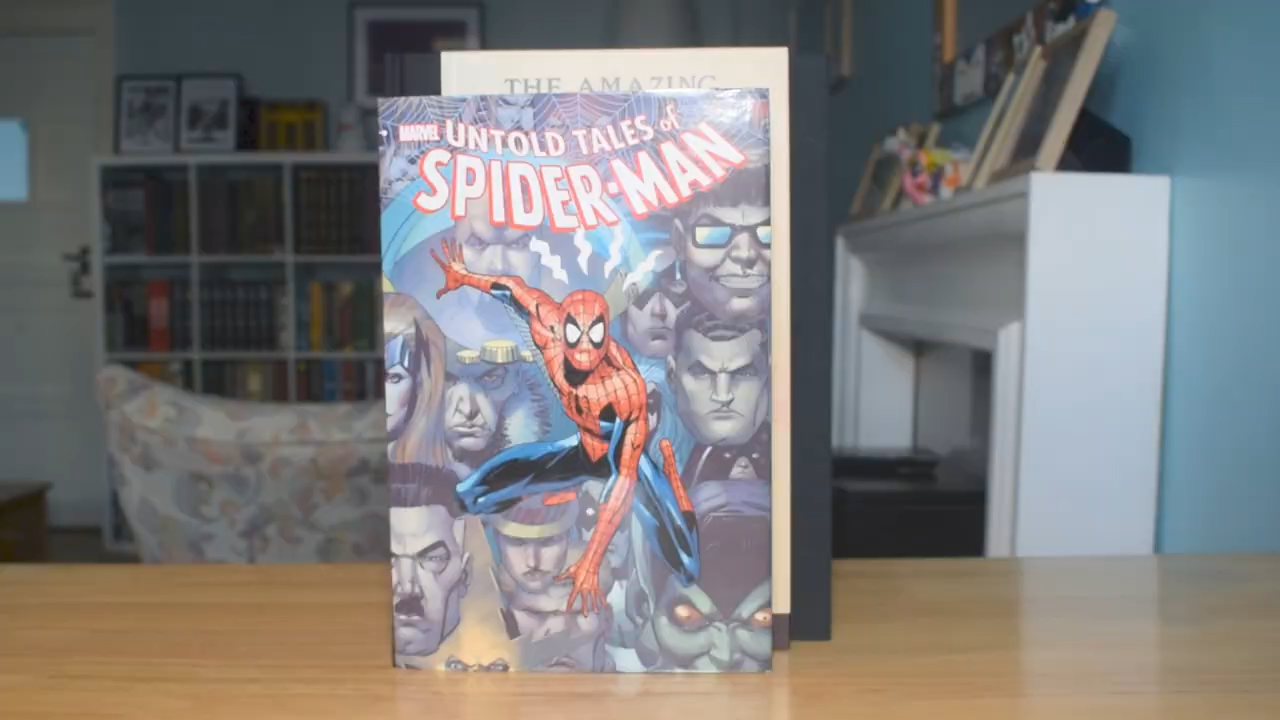 THE AMAZING
MARVEL UNTOLD TALES of
SPIDER-MAN